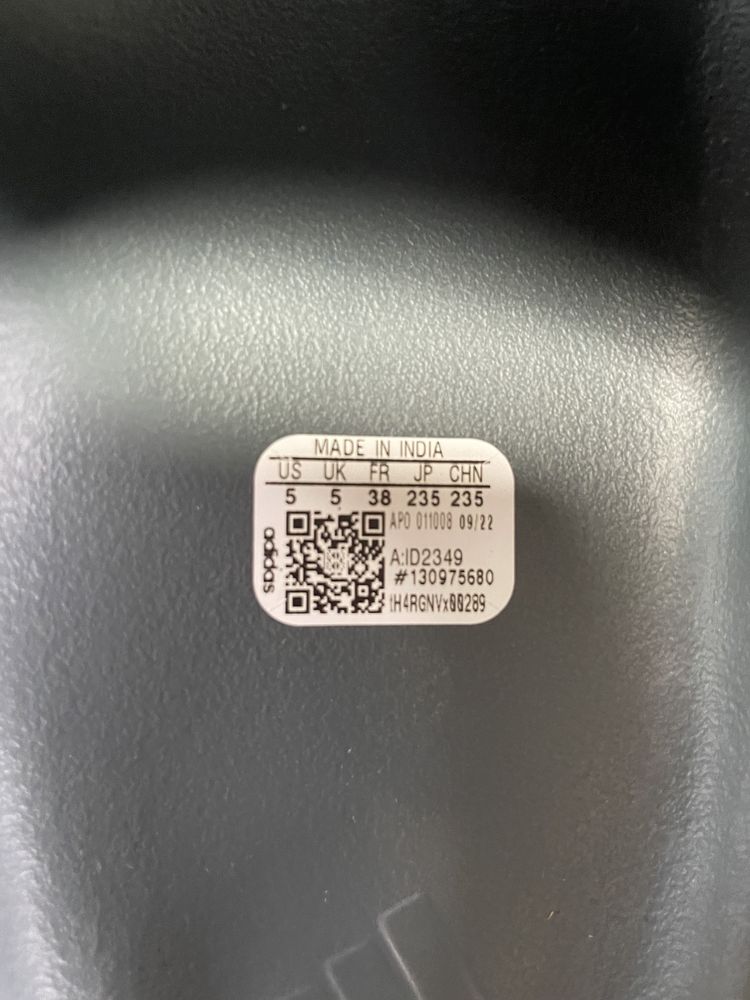 MADE IN INDIA
US UK FR JP CHN
5 5 38 235 235
APO 011008 09/22
A:ID2349
#130975680
tH4RGNVx00289
adidas